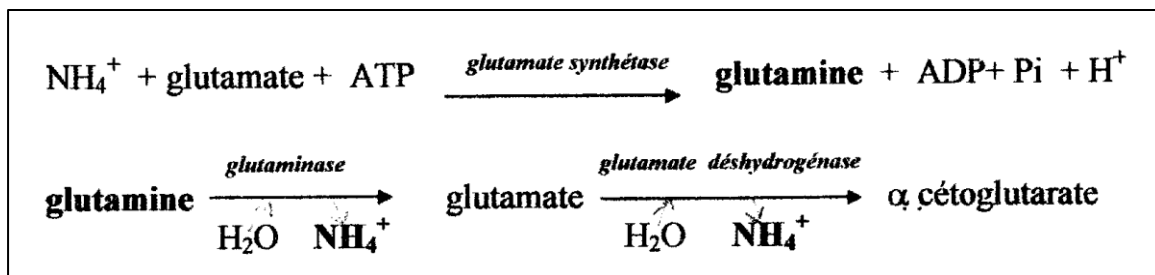 glutamate synthétase
NH₄⁺ + glutamate + ATP glutamine + ADP+ Pi + H⁺
glutaminase glutamate déshydrogénase
glutamine glutamate α cétoglutarate
H₂O NH₄⁺ H₂O NH₄⁺